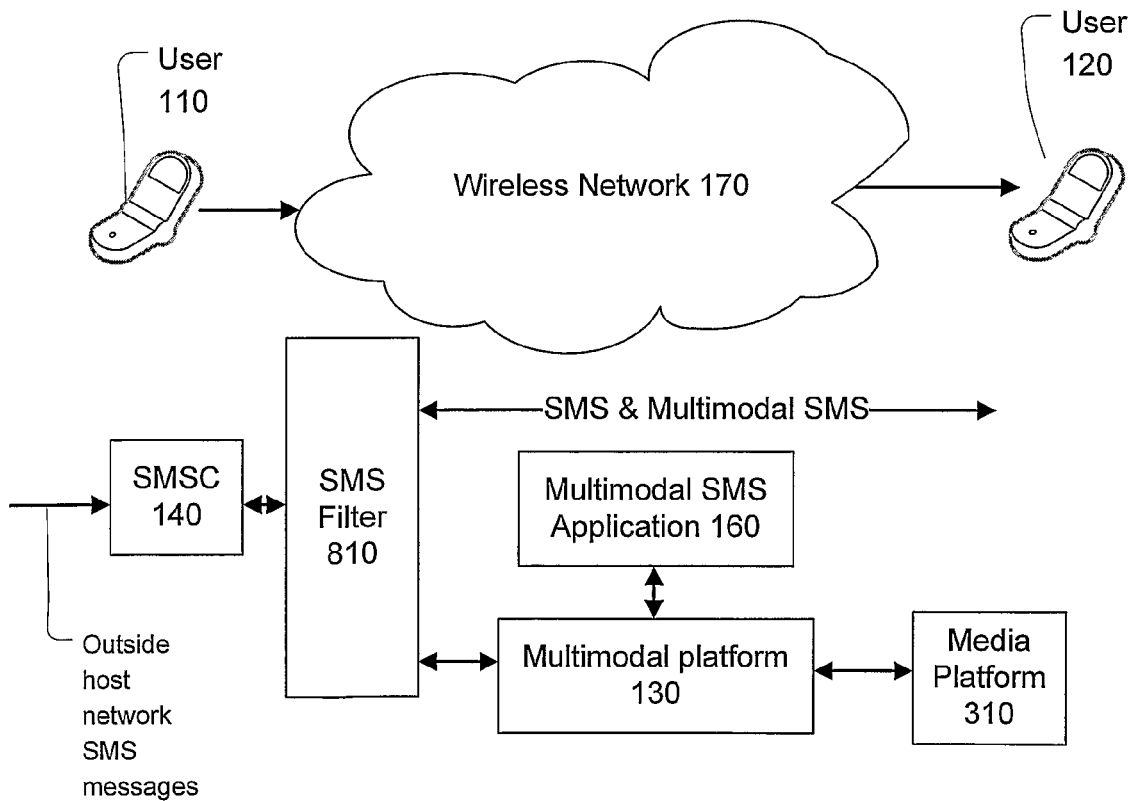 User
110
User
120
Wireless Network 170
SMS & Multimodal SMS
SMSC
140
SMS
Filter
810
Multimodal SMS
Application 160
Multimodal platform
130
Media
Platform
310
Outside
host
network
SMS
messages